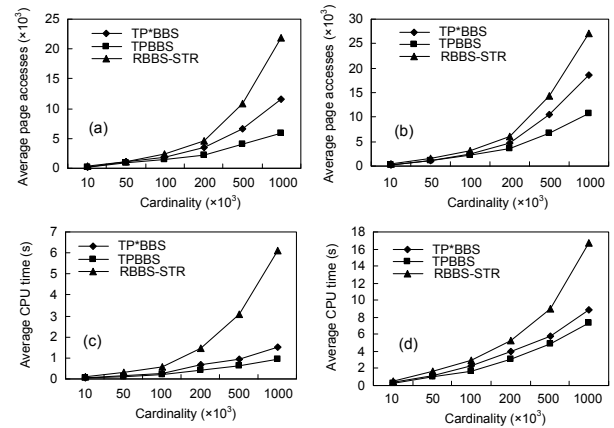 Average page accesses (×10³)
25
20
15
10
5
0
TP*BBS
TPBBS
RBBS-STR
(a)
10 50 100 200 500 1000
Cardinality (×10³)
Average page accesses (×10³)
30
25
20
15
10
5
0
TP*BBS
TPBBS
RBBS-STR
(b)
10 50 100 200 500 1000
Cardinality (×10³)
Average CPU time (s)
7
6
5
4
3
2
1
0
TP*BBS
TPBBS
RBBS-STR
(c)
10 50 100 200 500 1000
Cardinality (×10³)
Average CPU time (s)
18
16
14
12
10
8
6
4
2
0
TP*BBS
TPBBS
RBBS-STR
(d)
10 50 100 200 500 1000
Cardinality (×10³)